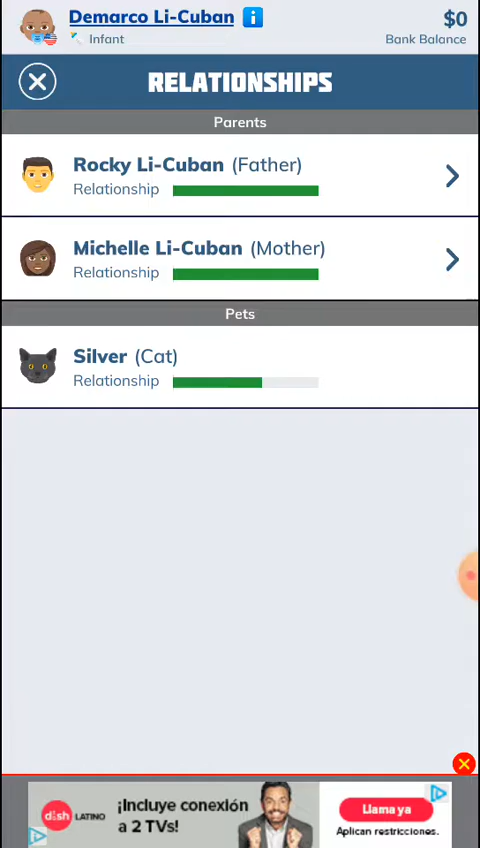 Demarco Li-Cuban
$0
Infant
Bank Balance
RELATIONSHIPS
Parents
Rocky Li-Cuban (Father)
Relationship
Michelle Li-Cuban (Mother)
Relationship
Pets
Silver (Cat)
Relationship
dish LATINO
¡Incluye conexión
a 2 TVs!
Llama ya
Aplican restricciones.